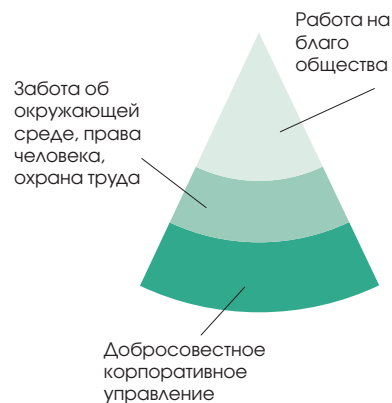 Работа на
благо
общества
Забота об
окружающей
среде, права
человека,
охрана труда
Добросовестное
корпоративное
управление